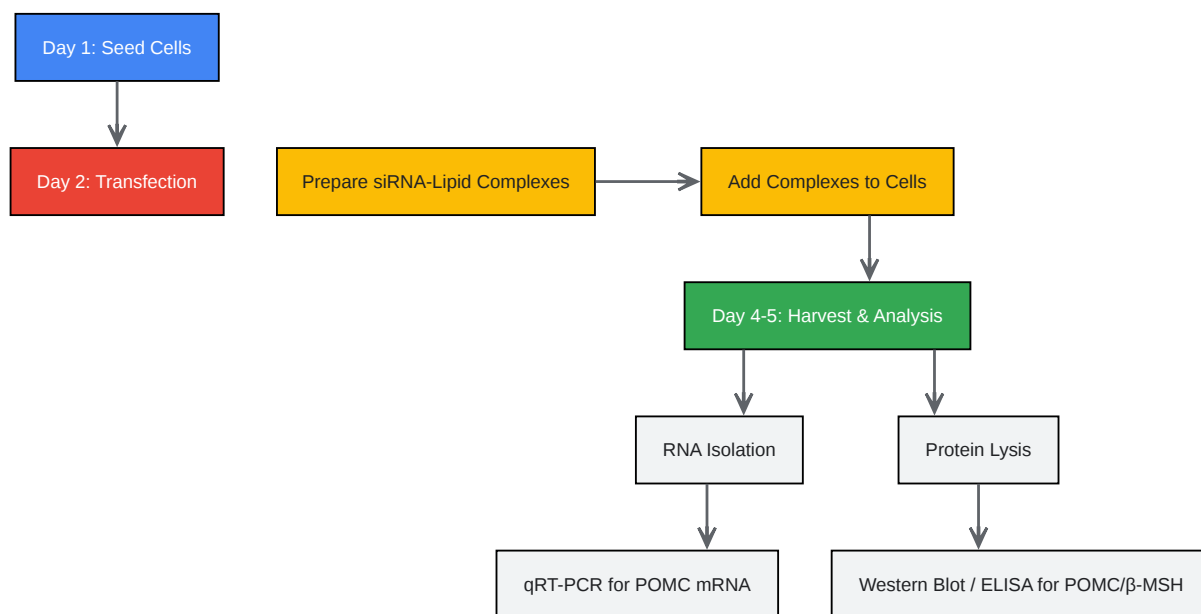 Day 1: Seed Cells
Day 2: Transfection
Prepare siRNA-Lipid Complexes
Add Complexes to Cells
Day 4-5: Harvest & Analysis
RNA Isolation
Protein Lysis
qRT-PCR for POMC mRNA
Western Blot / ELISA for POMC/β-MSH